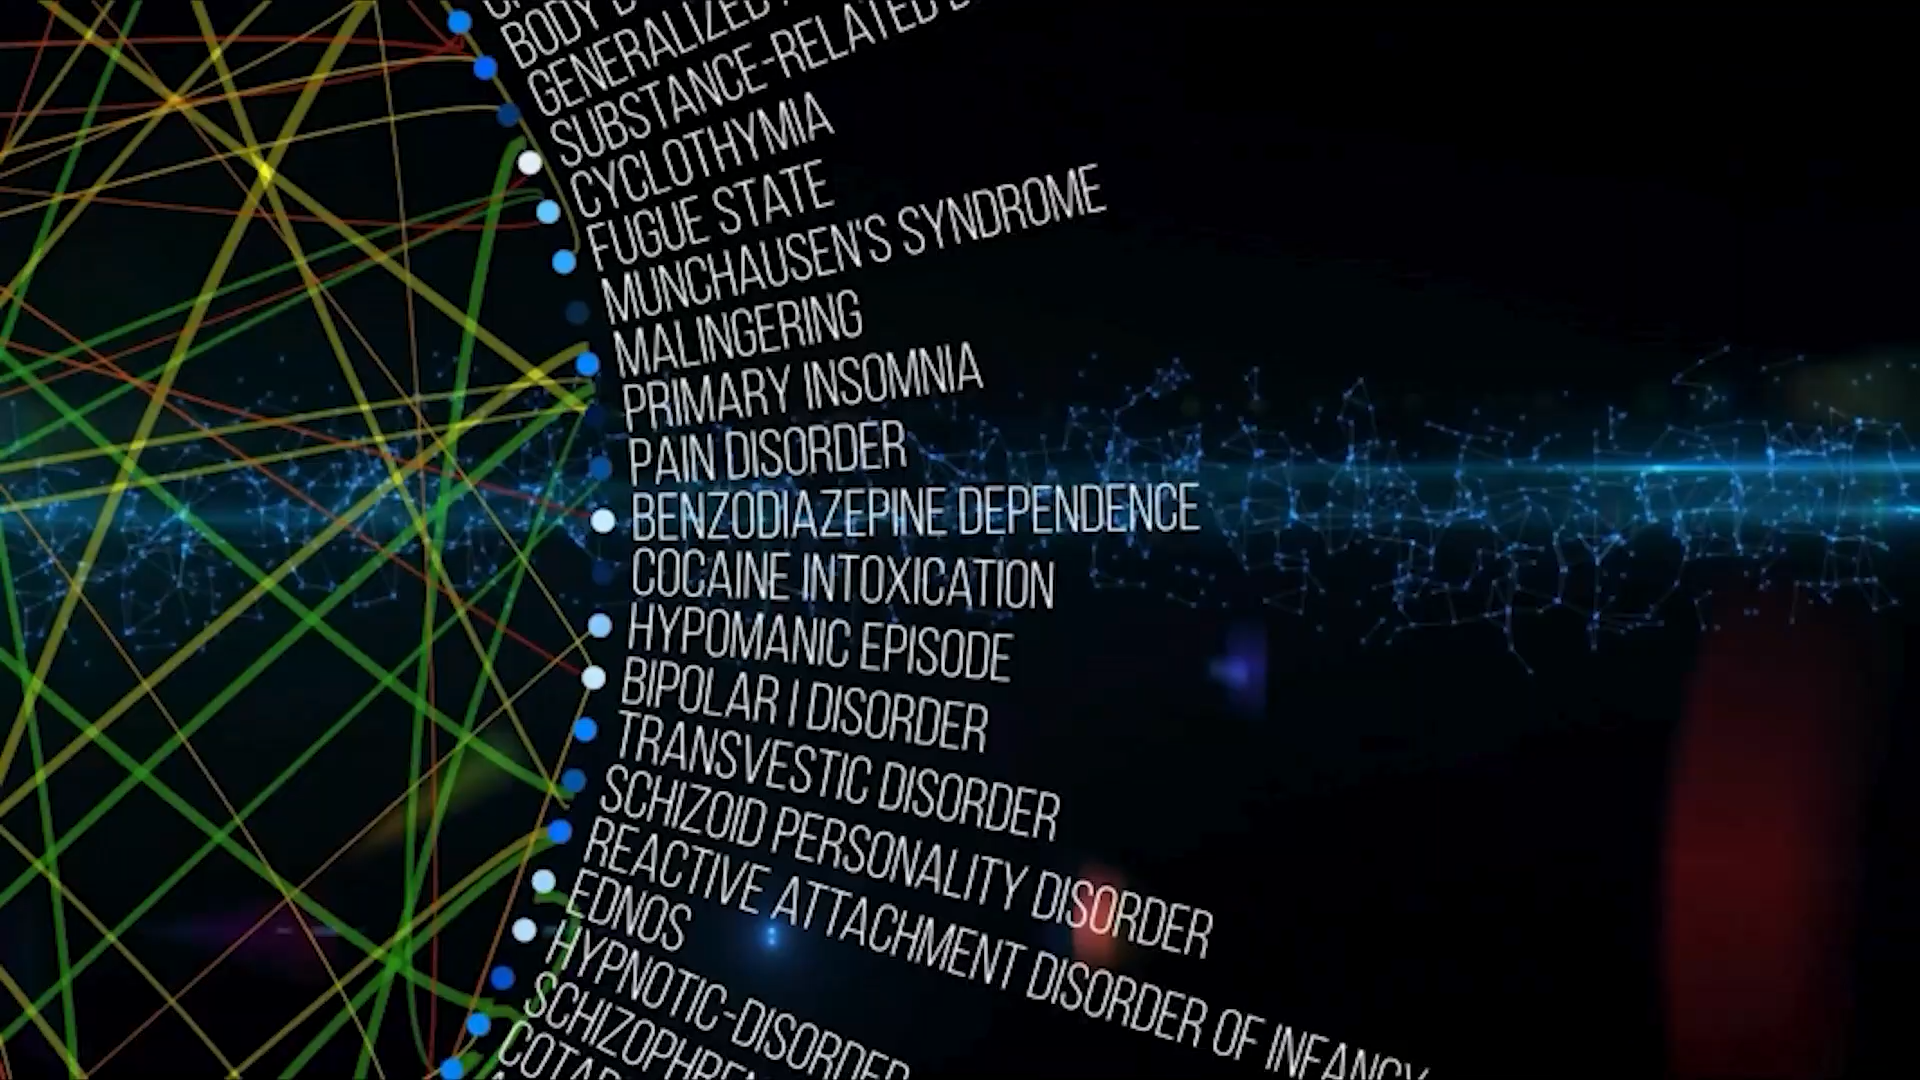 BODY
GENERALIZED
SUBSTANCE-RELATED
CYCLOTHYMIA
FUGUE STATE
MUNCHAUSEN'S SYNDROME
MALINGERING
PRIMARY INSOMNIA
PAIN DISORDER
BENZODIAZEPINE DEPENDENCE
COCAINE INTOXICATION
HYPOMANIC EPISODE
BIPOLAR I DISORDER
TRANSVESTIC DISORDER
SCHIZOID PERSONALITY DISORDER
REACTIVE ATTACHMENT DISORDER OF INFANCY
EDNOS
HYPNOTIC-DISORDER